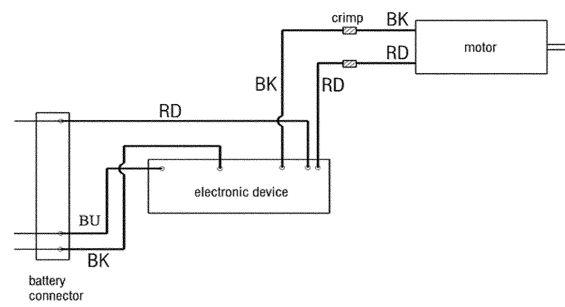 crimp
BK
motor
RD
BK
RD
RD
electronic device
BU
BK
battery
connector